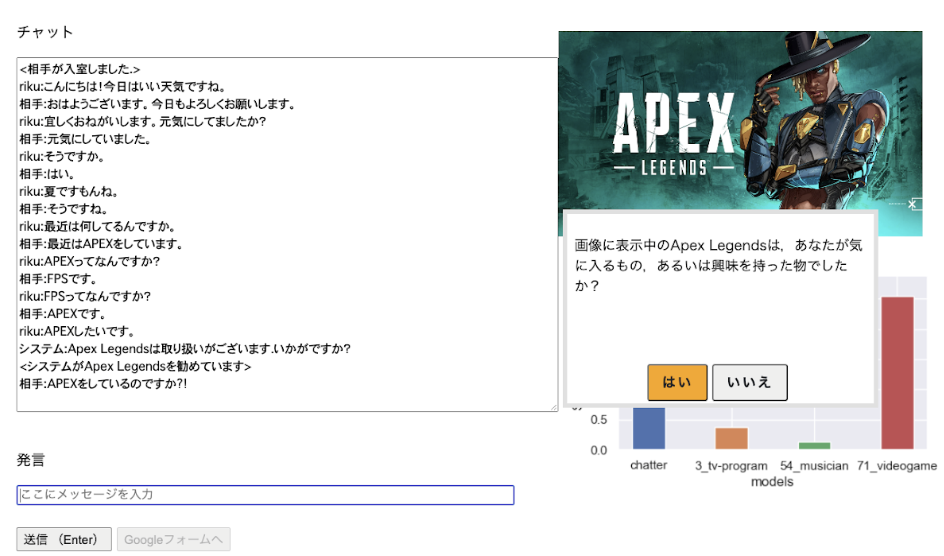 チャット
<相手が入室しました.>
riku:こんにちは!今日はいい天気ですね。
相手:おはようございます。今日もよろしくお願いします。
riku:宜しくおねがいします。元気にしてましたか?
相手:元気にしていました。
riku:そうですか。
相手:はい。
riku:夏ですもんね。
相手:そうですね。
riku:最近は何してるんですか。
相手:最近はAPEXをしています。
riku:APEXってなんですか?
相手:FPSです。
riku:FPSってなんですか?
相手:APEXです。
riku:APEXしたいです。
システム:Apex Legendsは取り扱いがございます.いかがですか?
<システムがApex Legendsを勧めています>
相手:APEXをしているのですか?!
発言
ここにメッセージを入力
送信 （Enter）
Googleフォームへ
APEX
LEGENDS
画像に表示中のApex Legendsは，あなたが気
に入るもの，あるいは興味を持った物でした
か？
はい
いいえ
0.5
0.0
chatter
3_tv-program
54_musician
71_videogame
models